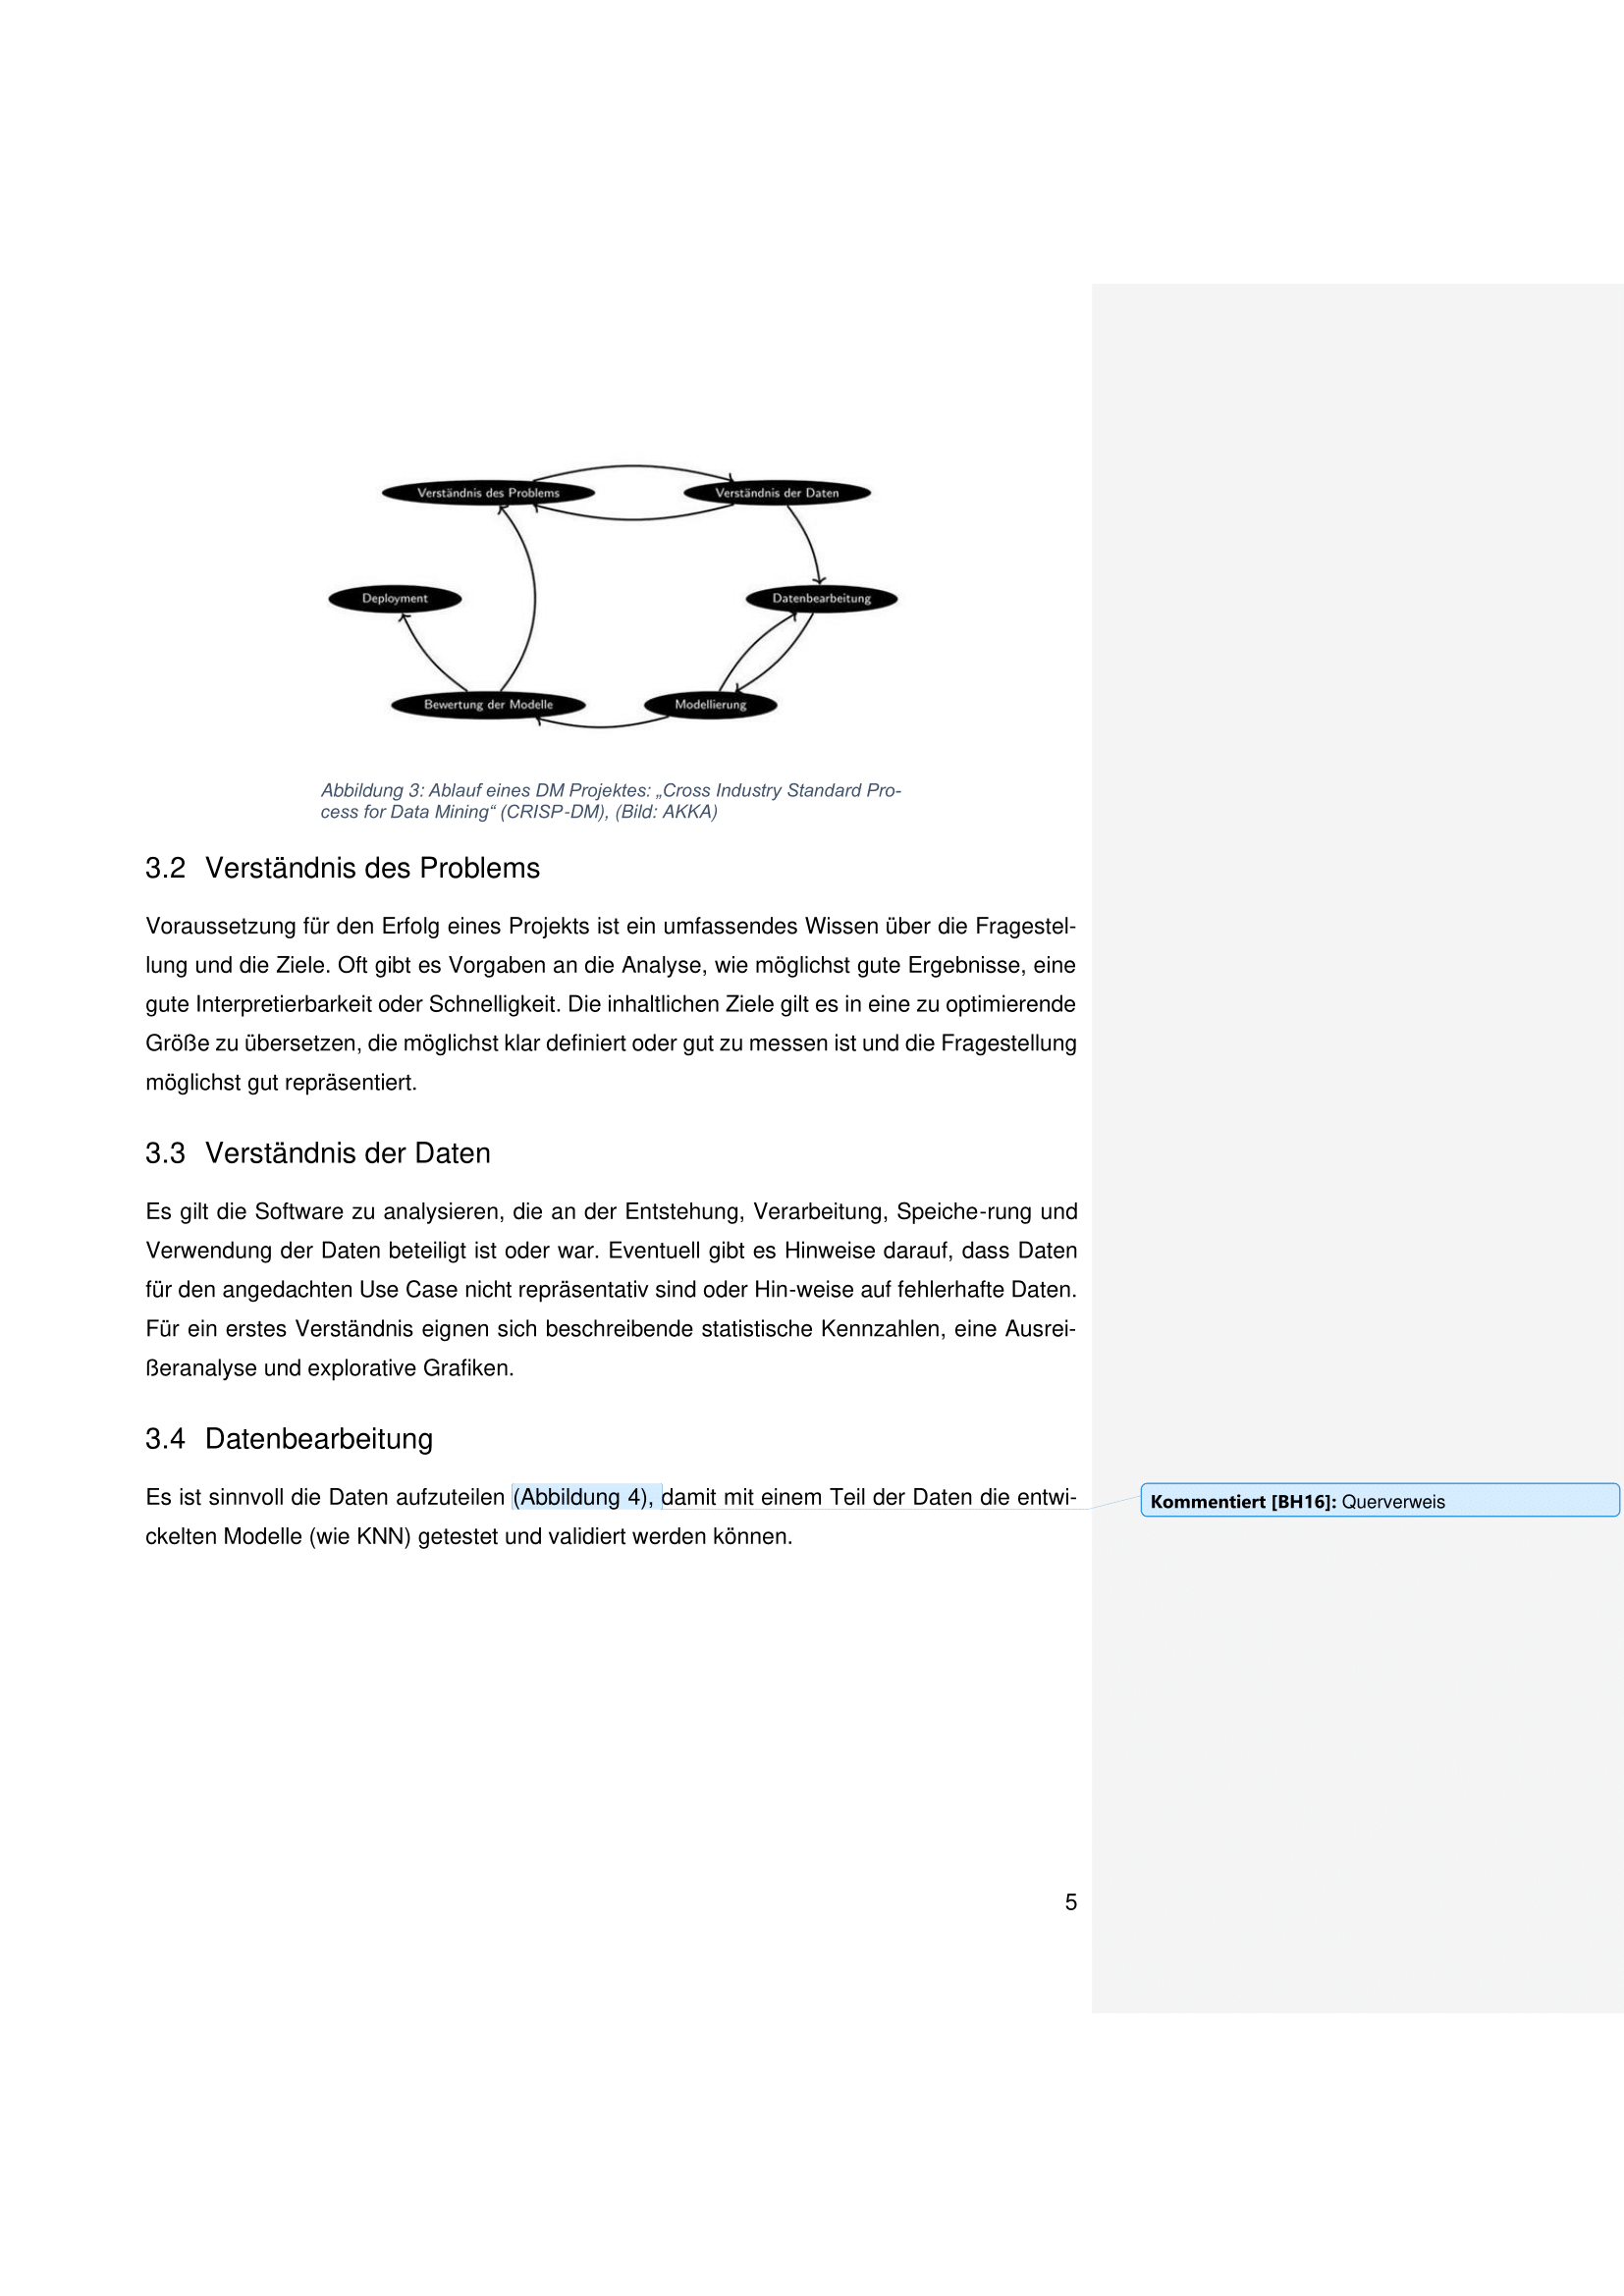 Verständnis des Problems
Verständnis der Daten
Deployment
Datenbearbeitung
Bewertung der Modelle
Modellierung
Abbildung 3: Ablauf eines DM Projektes: „Cross Industry Standard Pro-
cess for Data Mining“ (CRISP-DM), (Bild: AKKA)
3.2 Verständnis des Problems
Voraussetzung für den Erfolg eines Projekts ist ein umfassendes Wissen über die Fragestel-
lung und die Ziele. Oft gibt es Vorgaben an die Analyse, wie möglichst gute Ergebnisse, eine
gute Interpretierbarkeit oder Schnelligkeit. Die inhaltlichen Ziele gilt es in eine zu optimierende
Größe zu übersetzen, die möglichst klar definiert oder gut zu messen ist und die Fragestellung
möglichst gut repräsentiert.
3.3 Verständnis der Daten
Es gilt die Software zu analysieren, die an der Entstehung, Verarbeitung, Speiche-rung und
Verwendung der Daten beteiligt ist oder war. Eventuell gibt es Hinweise darauf, dass Daten
für den angedachten Use Case nicht repräsentativ sind oder Hin-weise auf fehlerhafte Daten.
Für ein erstes Verständnis eignen sich beschreibende statistische Kennzahlen, eine Ausrei-
ßeranalyse und explorative Grafiken.
3.4 Datenbearbeitung
Es ist sinnvoll die Daten aufzuteilen (Abbildung 4), damit mit einem Teil der Daten die entwi-
ckelten Modelle (wie KNN) getestet und validiert werden können.
Kommentiert [BH16]: Querverweis
5